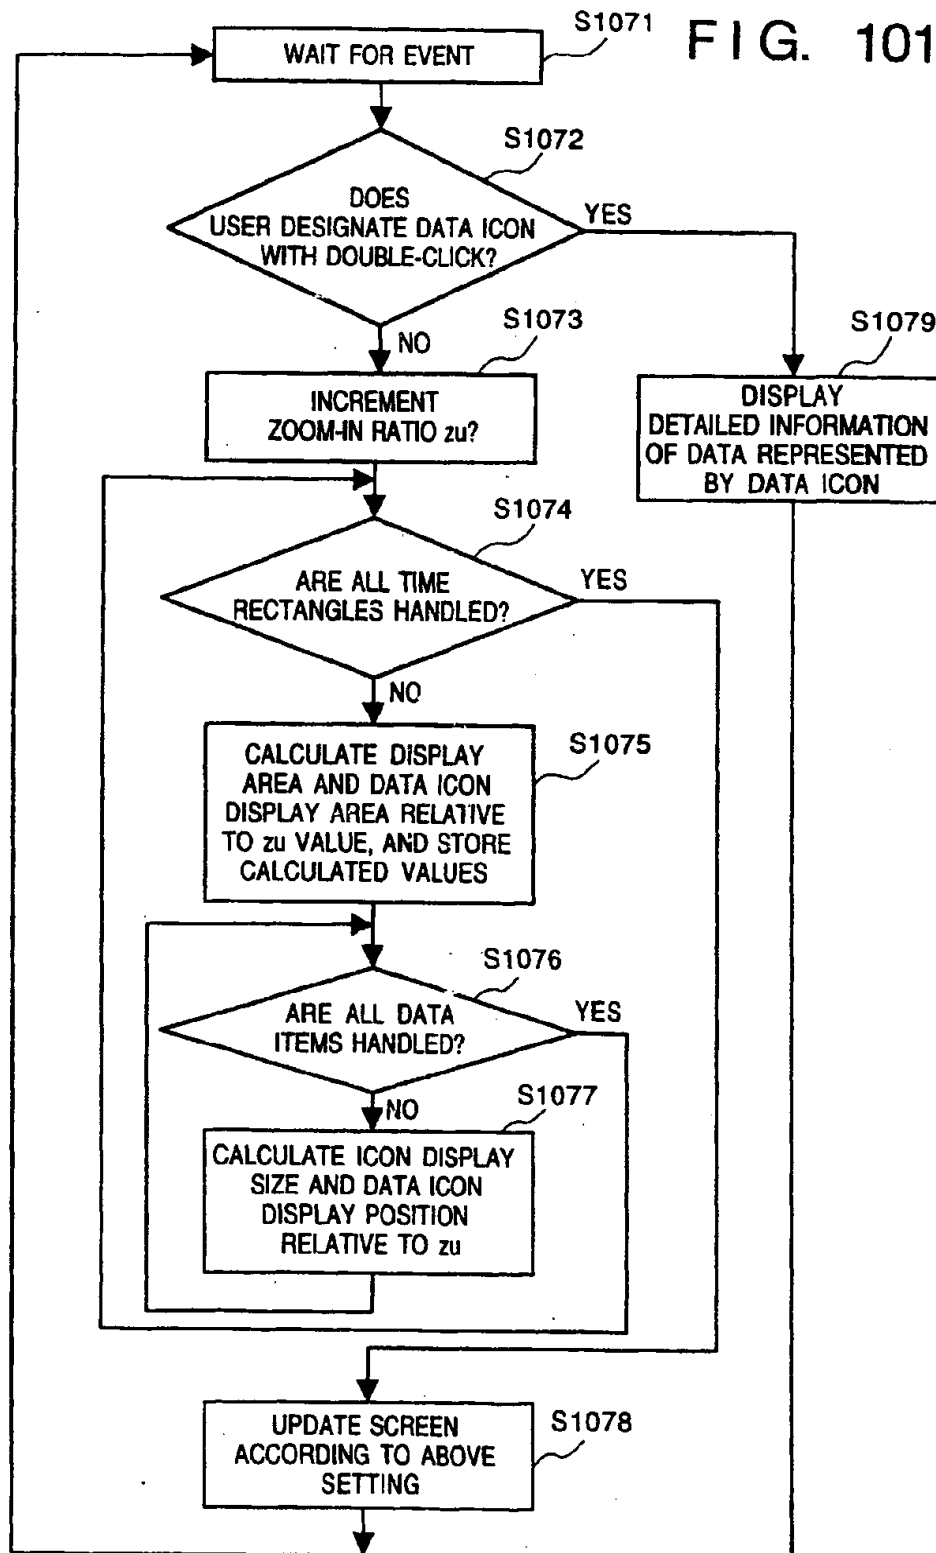 FIG. 101
S1071
WAIT FOR EVENT
S1072
DOES
USER DESIGNATE DATA ICON
WITH DOUBLE-CLICK?
YES
NO
S1073
INCREMENT
ZOOM-IN RATIO zu?
S1079
DISPLAY
DETAILED INFORMATION
OF DATA REPRESENTED
BY DATA ICON
S1074
ARE ALL TIME
RECTANGLES HANDLED?
YES
NO
S1075
CALCULATE DISPLAY
AREA AND DATA ICON
DISPLAY AREA RELATIVE
TO zu VALUE, AND STORE
CALCULATED VALUES
S1076
ARE ALL DATA
ITEMS HANDLED?
YES
NO
S1077
CALCULATE ICON DISPLAY
SIZE AND DATA ICON
DISPLAY POSITION
RELATIVE TO zu
S1078
UPDATE SCREEN
ACCORDING TO ABOVE
SETTING